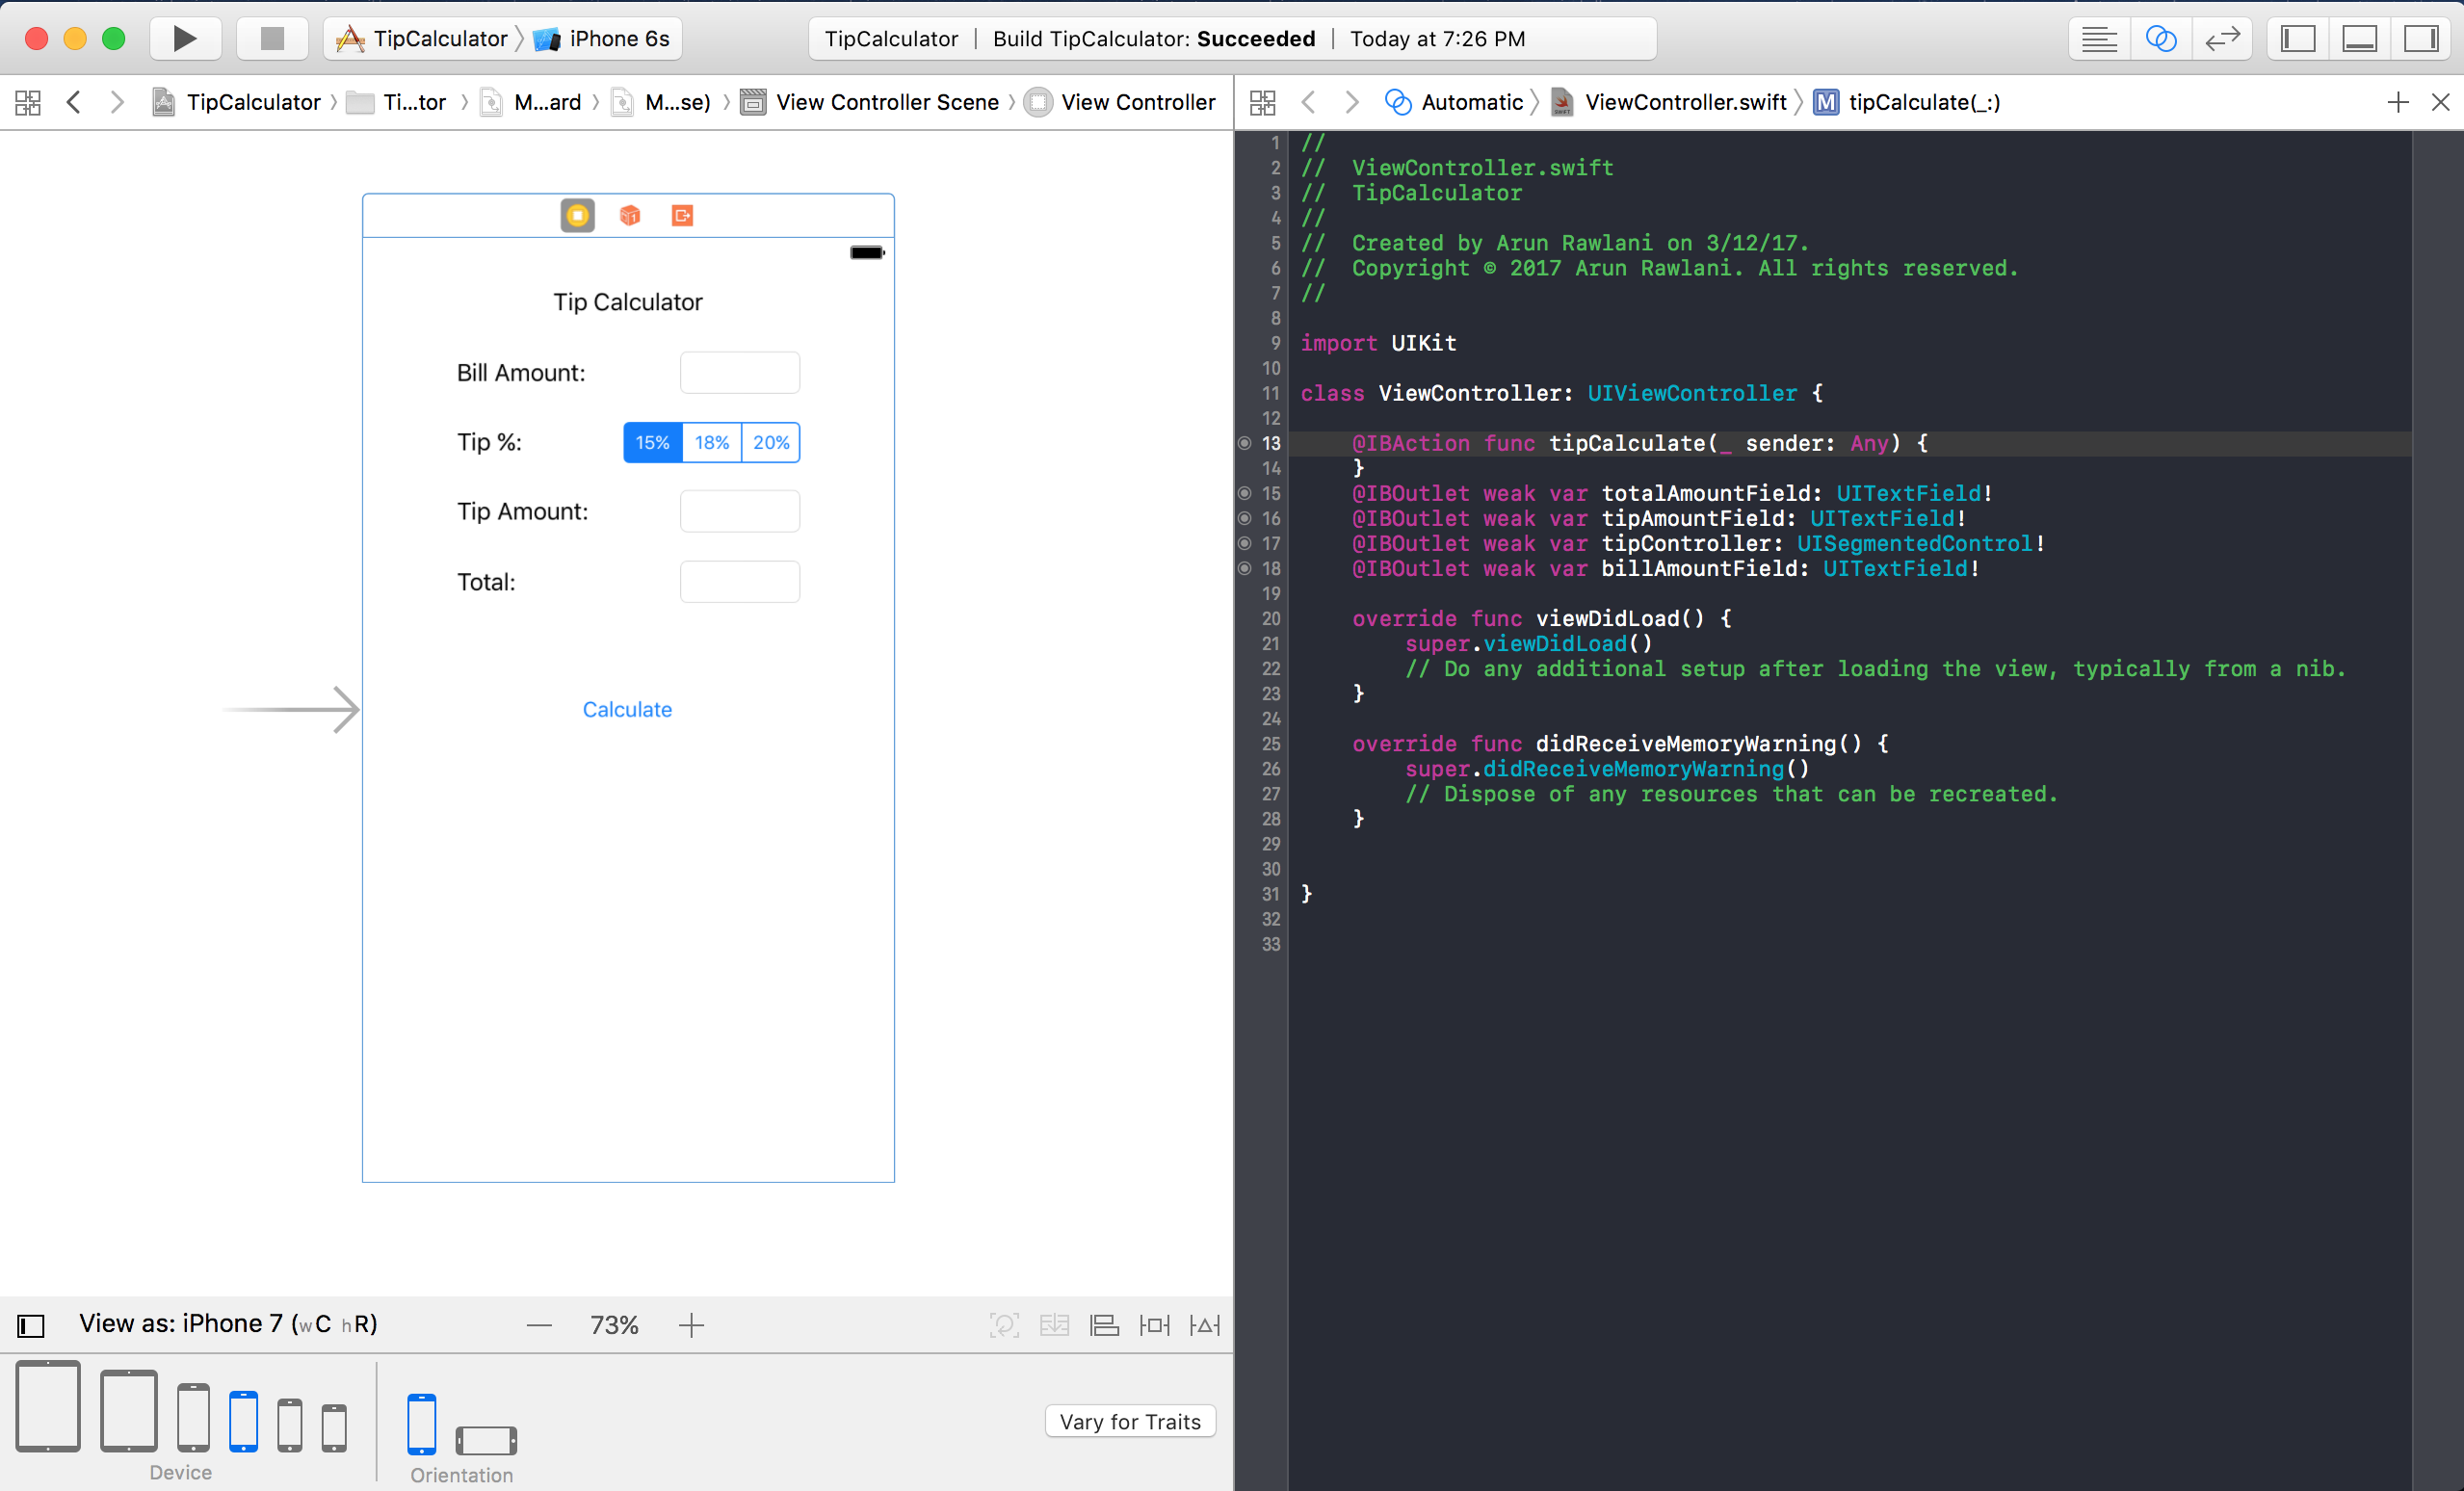 TipCalculator iPhone 6s
TipCalculator | Build TipCalculator: Succeeded | Today at 7:26 PM
TipCalculator Ti...tor M...ard M...se) View Controller Scene View Controller
Automatic ViewController.swift M tipCalculate(_:)
Tip Calculator
Bill Amount:
Tip %: 15% 18% 20%
Tip Amount:
Total:
Calculate
View as: iPhone 7 (wC hR)
73%
Device
Orientation
Vary for Traits
1 //
2 //  ViewController.swift
3 //  TipCalculator
4 //
5 //  Created by Arun Rawlani on 3/12/17.
6 //  Copyright © 2017 Arun Rawlani. All rights reserved.
7 //
8
9 import UIKit
10
11 class ViewController: UIViewController {
12
13     @IBAction func tipCalculate(_ sender: Any) {
14     }
15     @IBOutlet weak var totalAmountField: UITextField!
16     @IBOutlet weak var tipAmountField: UITextField!
17     @IBOutlet weak var tipController: UISegmentedControl!
18     @IBOutlet weak var billAmountField: UITextField!
19
20     override func viewDidLoad() {
21         super.viewDidLoad()
22         // Do any additional setup after loading the view, typically from a nib.
23     }
24
25     override func didReceiveMemoryWarning() {
26         super.didReceiveMemoryWarning()
27         // Dispose of any resources that can be recreated.
28     }
29
30
31 }
32
33